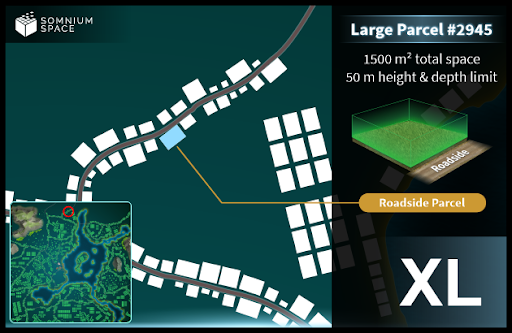 SOMNIUM
SPACE
Large Parcel #2945
1500 m² total space
50 m height & depth limit
Roadside
Roadside Parcel
XL